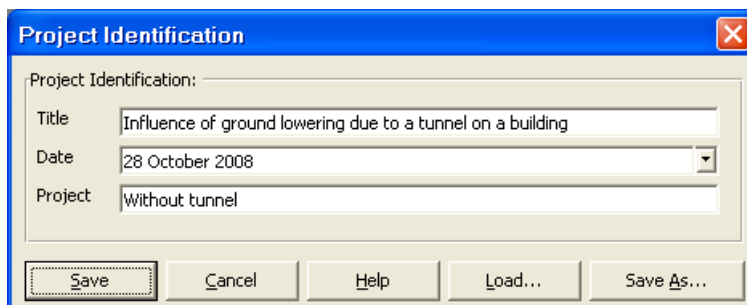 Project Identification
Project Identification:
Title Influence of ground lowering due to a tunnel on a building
Date 28 October 2008
Project Without tunnel
Save Cancel Help Load... Save As...